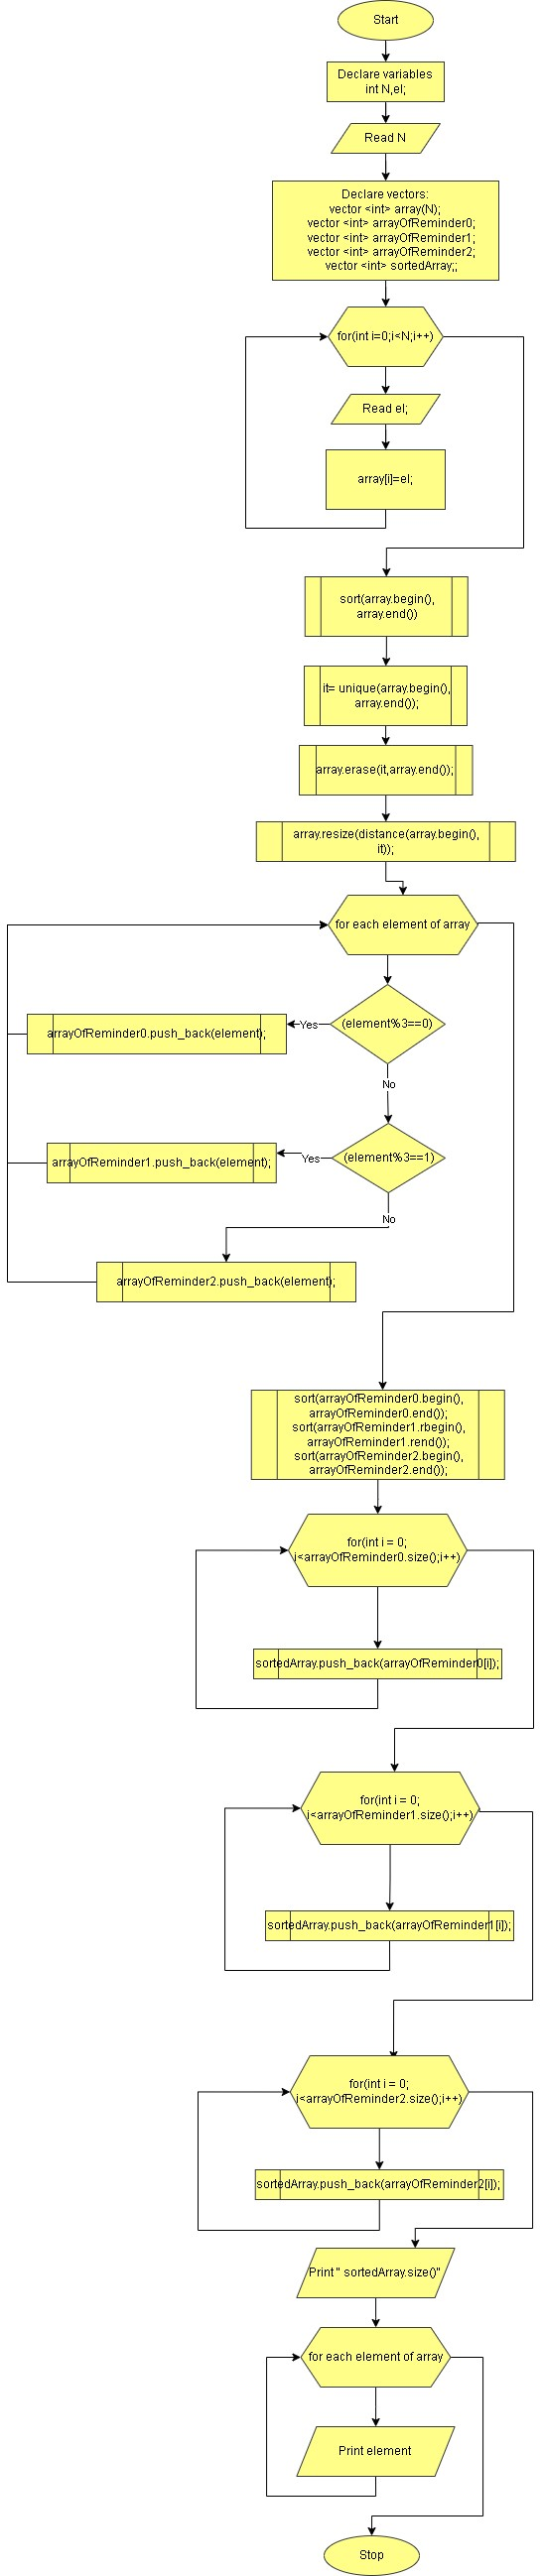 Start
Declare variables
int N,el;
Read N
Declare vectors:
vector <int> array(N);
vector <int> arrayOfReminder0;
vector <int> arrayOfReminder1;
vector <int> arrayOfReminder2;
vector <int> sortedArray;;
for(int i=0;i<N;i++)
Read el;
array[i]=el;
sort(array.begin(),
array.end())
it= unique(array.begin(),
array.end());
array.erase(it,array.end());
array.resize(distance(array.begin(),
it));
for each element of array
(element%3==0)
Yes
arrayOfReminder0.push_back(element);
No
(element%3==1)
Yes
arrayOfReminder1.push_back(element);
No
arrayOfReminder2.push_back(element);
sort(arrayOfReminder0.begin(),
arrayOfReminder0.end());
sort(arrayOfReminder1.rbegin(),
arrayOfReminder1.rend());
sort(arrayOfReminder2.begin(),
arrayOfReminder2.end());
for(int i = 0;
i<arrayOfReminder0.size();i++)
sortedArray.push_back(arrayOfReminder0[i]);
for(int i = 0;
i<arrayOfReminder1.size();i++)
sortedArray.push_back(arrayOfReminder1[i]);
for(int i = 0;
i<arrayOfReminder2.size();i++)
sortedArray.push_back(arrayOfReminder2[i]);
Print " sortedArray.size()"
for each element of array
Print element
Stop